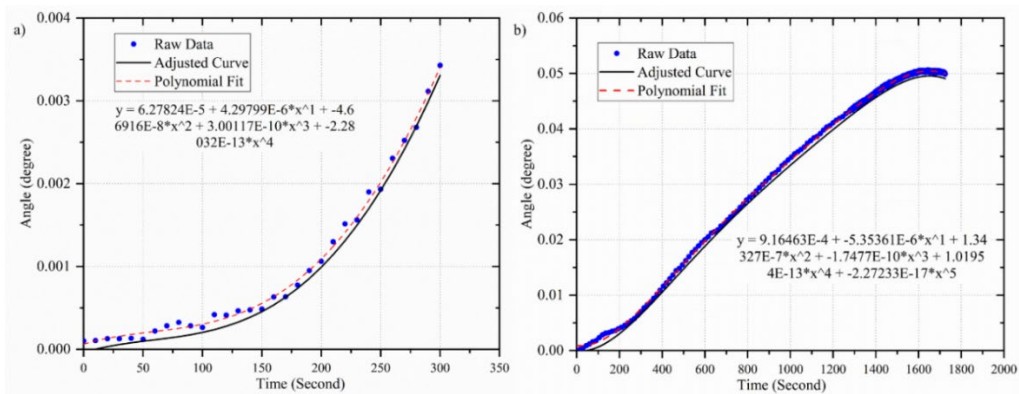 a)
0.004
0.003
0.002
0.001
0.000
Angle (degree)
Raw Data
Adjusted Curve
Polynomial Fit
y = 6.27824E-5 + 4.29799E-6*x^1 + -4.6
6916E-8*x^2 + 3.00117E-10*x^3 + -2.28
032E-13*x^4
0 50 100 150 200 250 300 350
Time (Second)
b)
0.06
0.05
0.04
0.03
0.02
0.01
0.00
Angle (degree)
Raw Data
Adjusted Curve
Polynomial Fit
y = 9.16463E-4 + -5.35361E-6*x^1 + 1.34
327E-7*x^2 + -1.7477E-10*x^3 + 1.0195
4E-13*x^4 + -2.27233E-17*x^5
0 200 400 600 800 1000 1200 1400 1600 1800 2000
Time (Second)